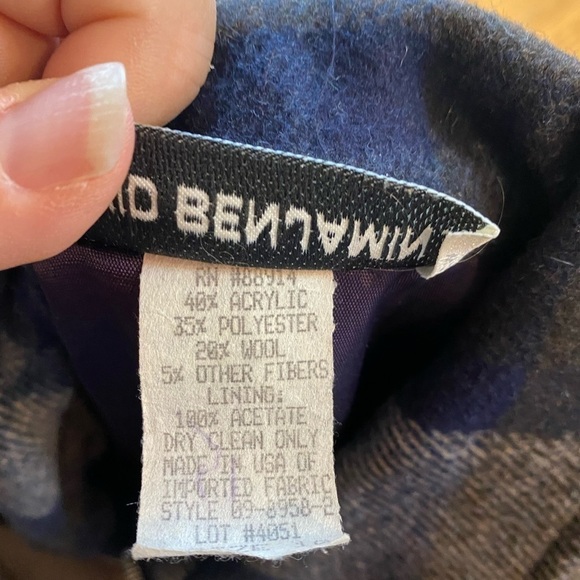 BENJAMIN
RN #88914
40% ACRYLIC
35% POLYESTER
20% WOOL
5% OTHER FIBERS
LINING:
100% ACETATE
DRY CLEAN ONLY
MADE IN USA OF
IMPORTED FABRIC
STYLE 09-8958-2
LOT #4051